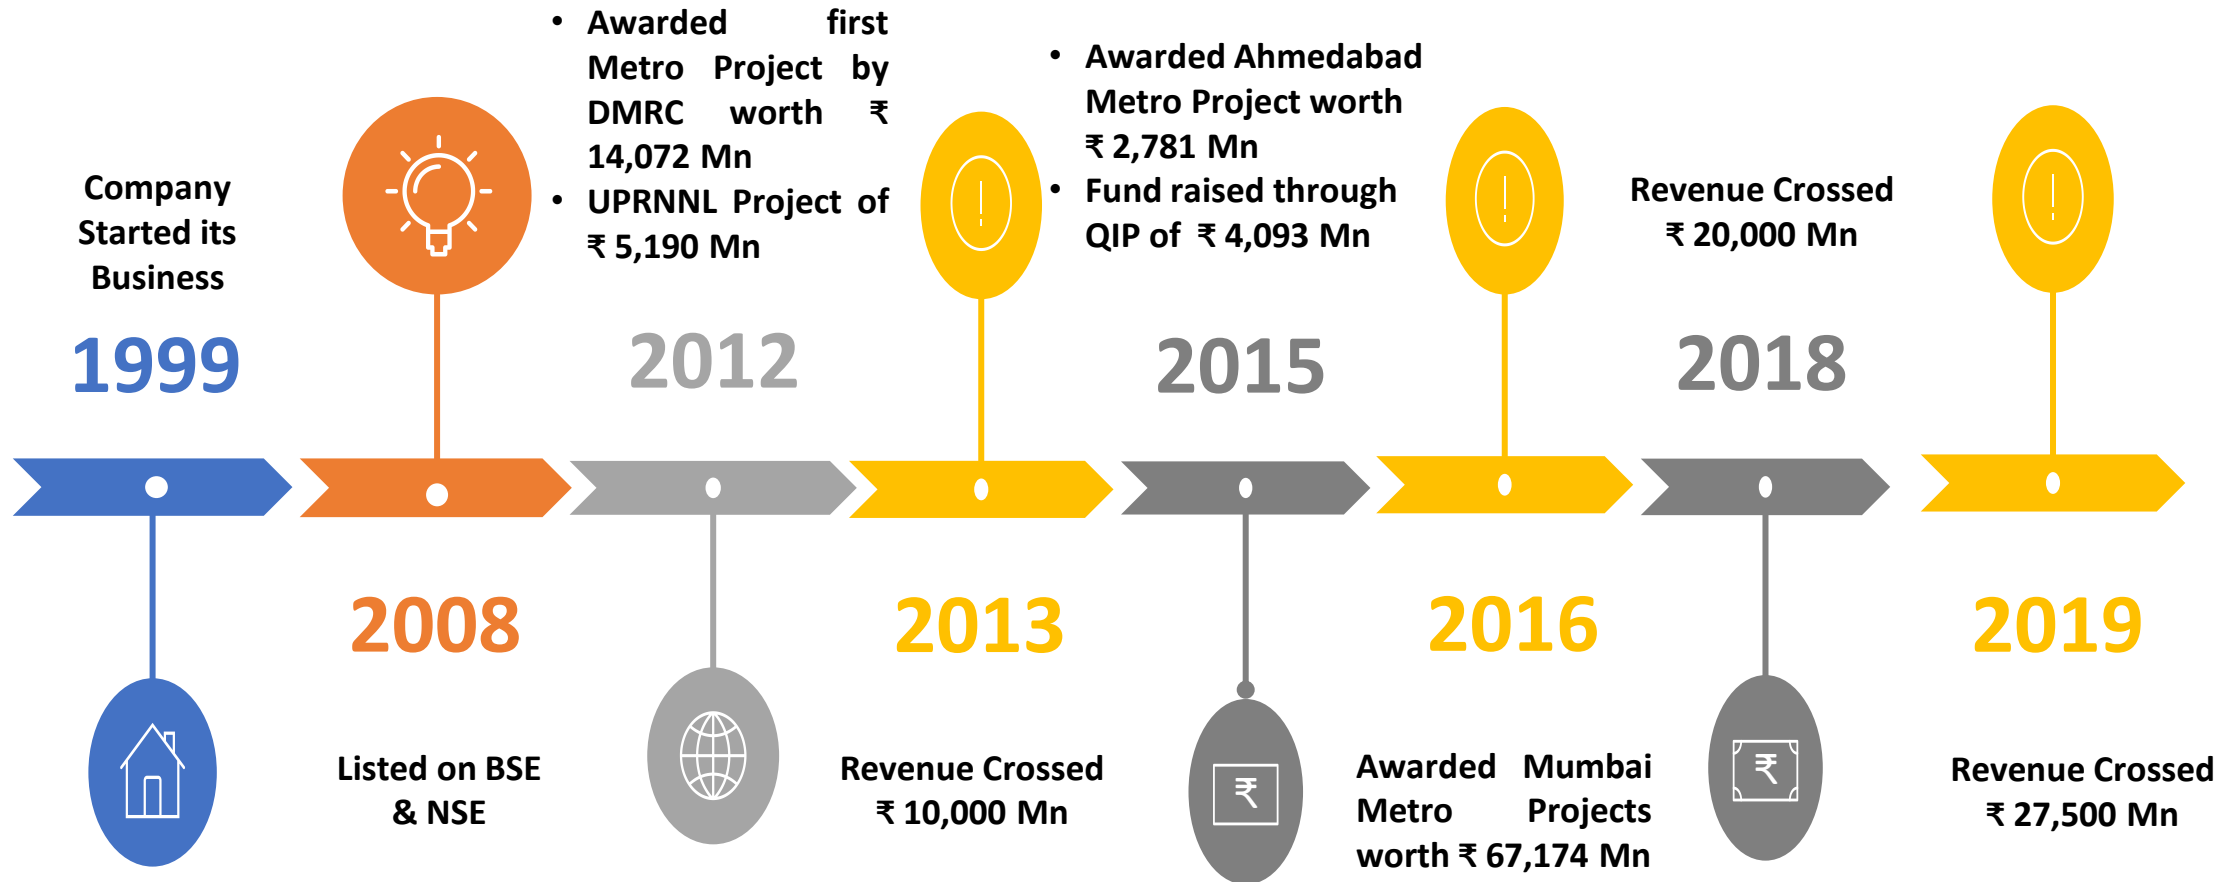 Company
Started its
Business
1999
Listed on BSE
& NSE
2008
• Awarded first
Metro Project by
DMRC worth ₹
14,072 Mn
• UPRNNL Project of
₹ 5,190 Mn
2012
2013
Revenue Crossed
₹ 10,000 Mn
• Awarded Ahmedabad
Metro Project worth
₹ 2,781 Mn
• Fund raised through
QIP of ₹ 4,093 Mn
2015
₹
2016
Awarded Mumbai
Metro Projects
worth ₹ 67,174 Mn
Revenue Crossed
₹ 20,000 Mn
2018
₹
2019
Revenue Crossed
₹ 27,500 Mn